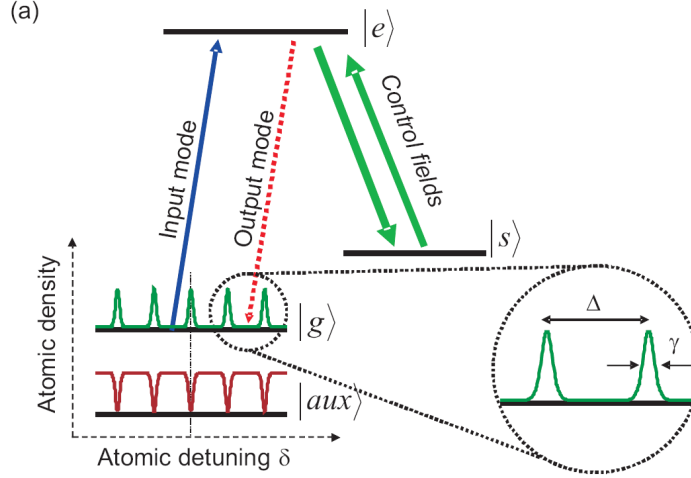 (a)
|e⟩
Input mode
Output mode
Control fields
|s⟩
Atomic density
|g⟩
Δ
γ
|aux⟩
Atomic detuning δ